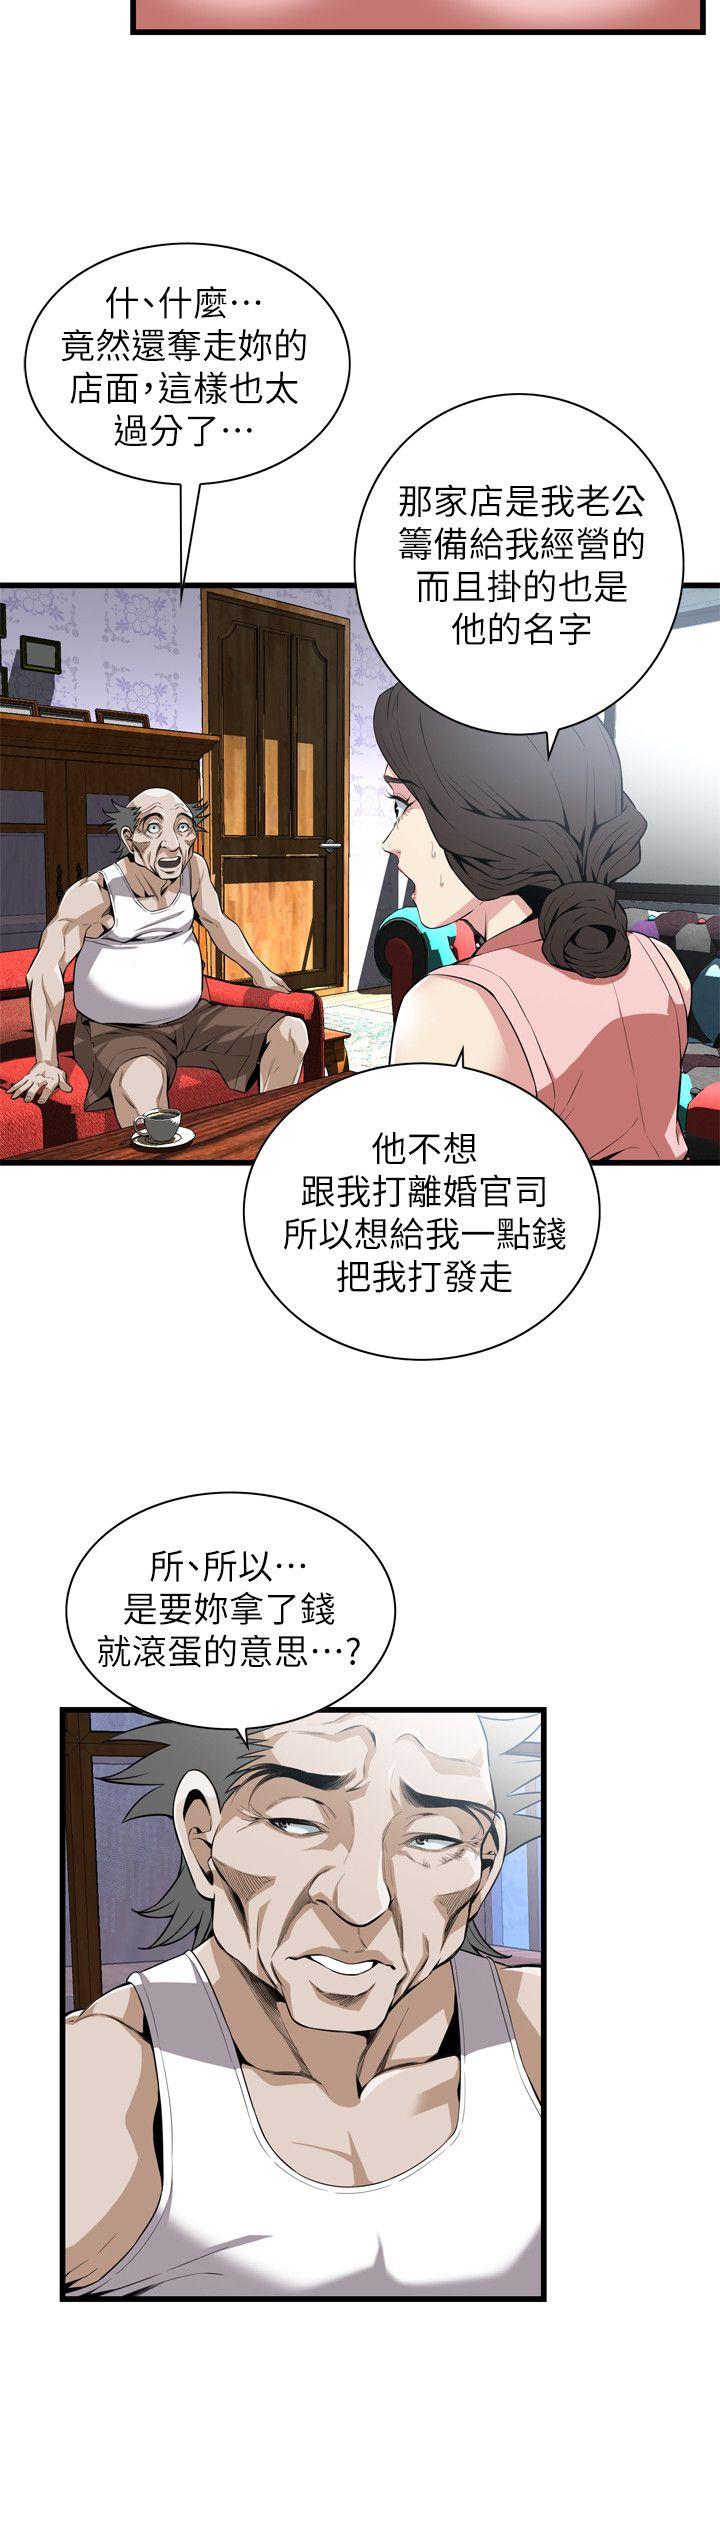 什、什麼⋯
竟然還奪走妳的
店面，這樣也太
過分了⋯
那家店是我老公
籌備給我經營的
而且掛的也是
他的名字
他不想
跟我打離婚官司
所以想給我一點錢
把我打發走
所、所以⋯
是要妳拿了錢
就滾蛋的意思⋯?